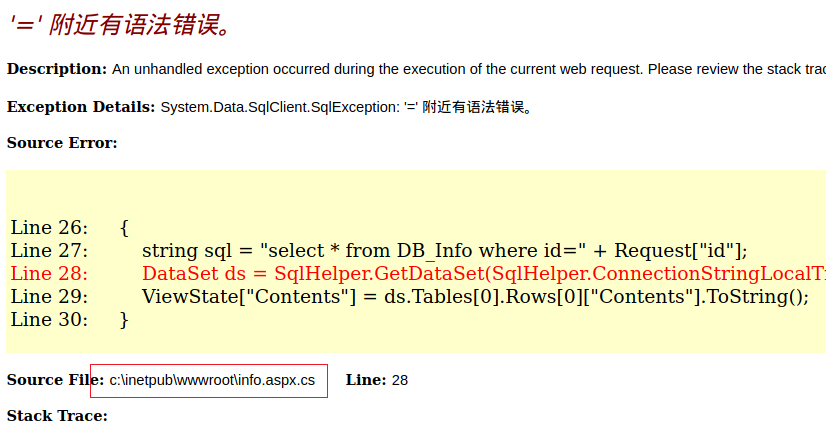 '=' 附近有语法错误。
Description: An unhandled exception occurred during the execution of the current web request. Please review the stack
Exception Details: System.Data.SqlClient.SqlException: '=' 附近有语法错误。
Source Error:
Line 26: {
Line 27: string sql = "select * from DB_Info where id=" + Request["id"];
Line 28: DataSet ds = SqlHelper.GetDataSet(SqlHelper.ConnectionStringLocalT
Line 29: ViewState["Contents"] = ds.Tables[0].Rows[0]["Contents"].ToString();
Line 30: }
Source File: c:\inetpub\wwwroot\info.aspx.cs Line: 28
Stack Trace: